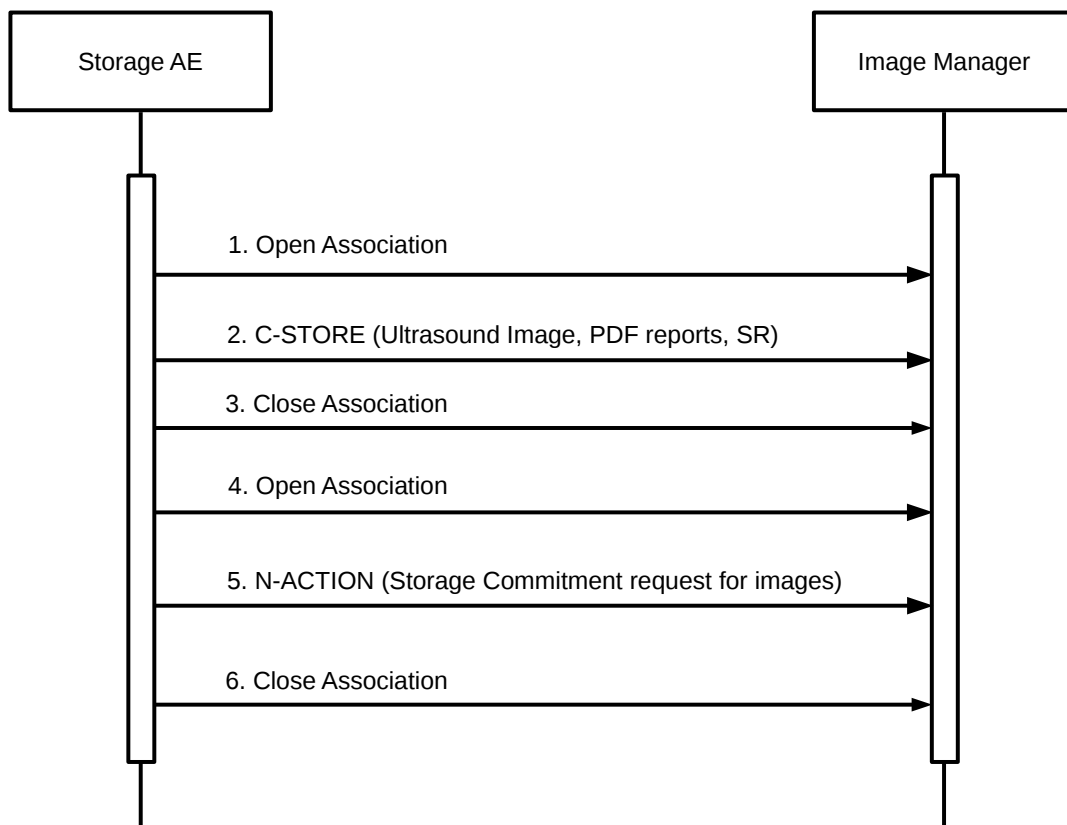 Storage AE
Image Manager
1. Open Association
2. C-STORE (Ultrasound Image, PDF reports, SR)
3. Close Association
4. Open Association
5. N-ACTION (Storage Commitment request for images)
6. Close Association